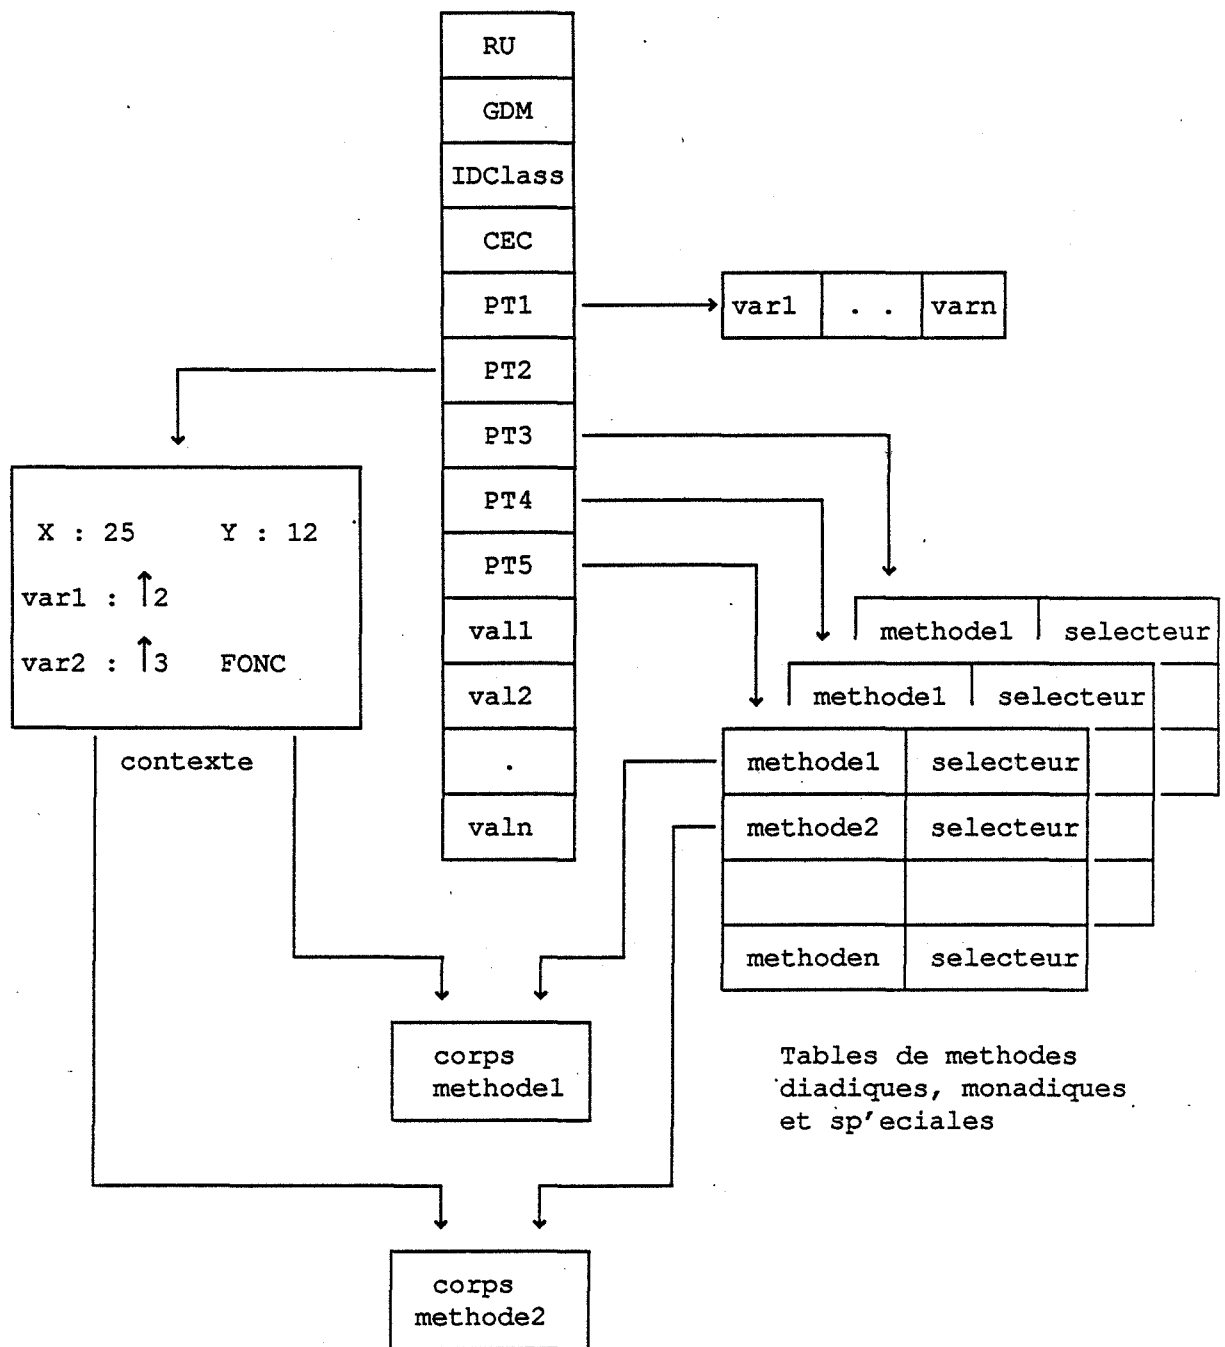 RU
GDM
IDClass
CEC
PT1
var1 . . varn
PT2
PT3
PT4
PT5
val1
val2
.
valn
X : 25 Y : 12
var1 : ↑2
var2 : ↑3 FONC
contexte
methode1 selecteur
methode1 selecteur
methode1 selecteur
methode2 selecteur
methoden selecteur
corps
methode1
Tables de methodes
diadiques, monadiques
et sp'eciales
corps
methode2